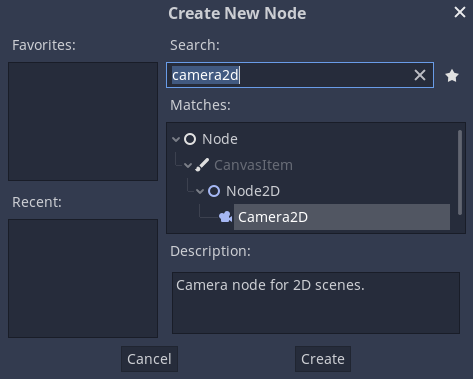 Create New Node
Favorites:
Search:
camera2d
Matches:
Node
CanvasItem
Node2D
Camera2D
Recent:
Description:
Camera node for 2D scenes.
Cancel
Create